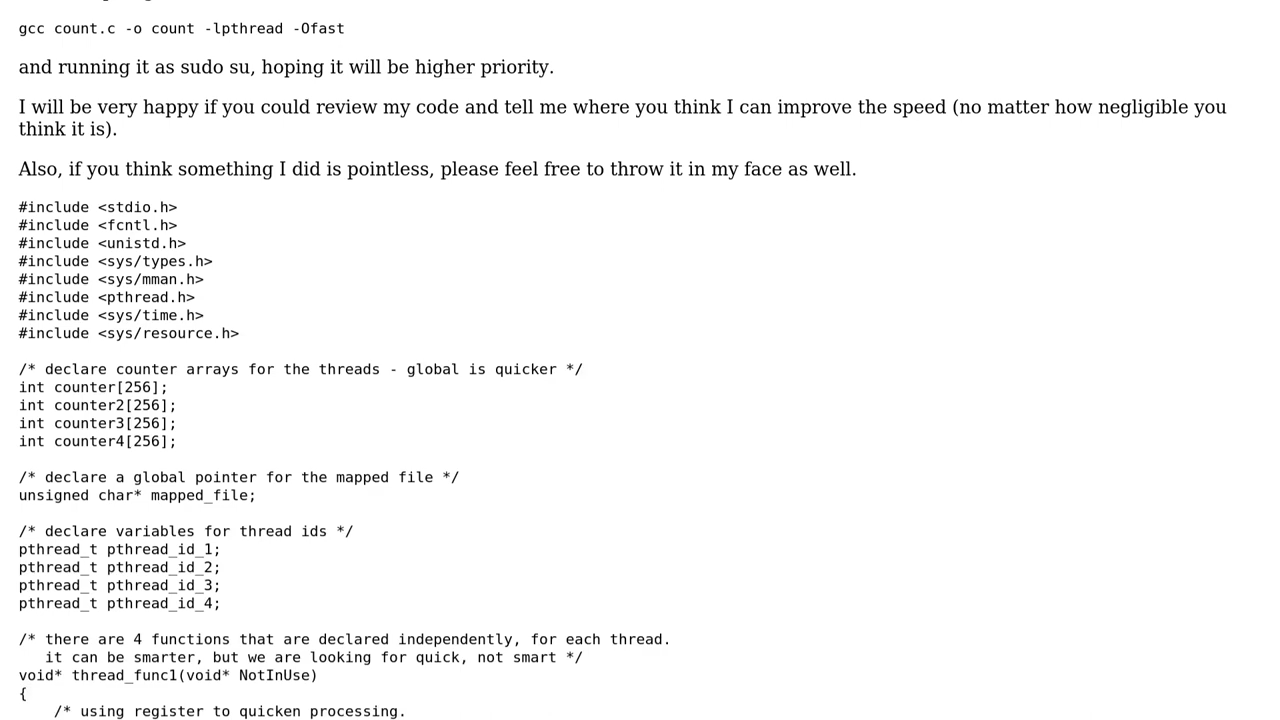 gcc count.c -o count -lpthread -Ofast
and running it as sudo su, hoping it will be higher priority.
I will be very happy if you could review my code and tell me where you think I can improve the speed (no matter how negligible you
think it is).
Also, if you think something I did is pointless, please feel free to throw it in my face as well.
#include <stdio.h>
#include <fcntl.h>
#include <unistd.h>
#include <sys/types.h>
#include <sys/mman.h>
#include <pthread.h>
#include <sys/time.h>
#include <sys/resource.h>
/* declare counter arrays for the threads - global is quicker */
int counter[256];
int counter2[256];
int counter3[256];
int counter4[256];
/* declare a global pointer for the mapped file */
unsigned char* mapped_file;
/* declare variables for thread ids */
pthread_t pthread_id_1;
pthread_t pthread_id_2;
pthread_t pthread_id_3;
pthread_t pthread_id_4;
/* there are 4 functions that are declared independently, for each thread.
   it can be smarter, but we are looking for quick, not smart */
void* thread_func1(void* NotInUse)
{
    /* using register to quicken processing.